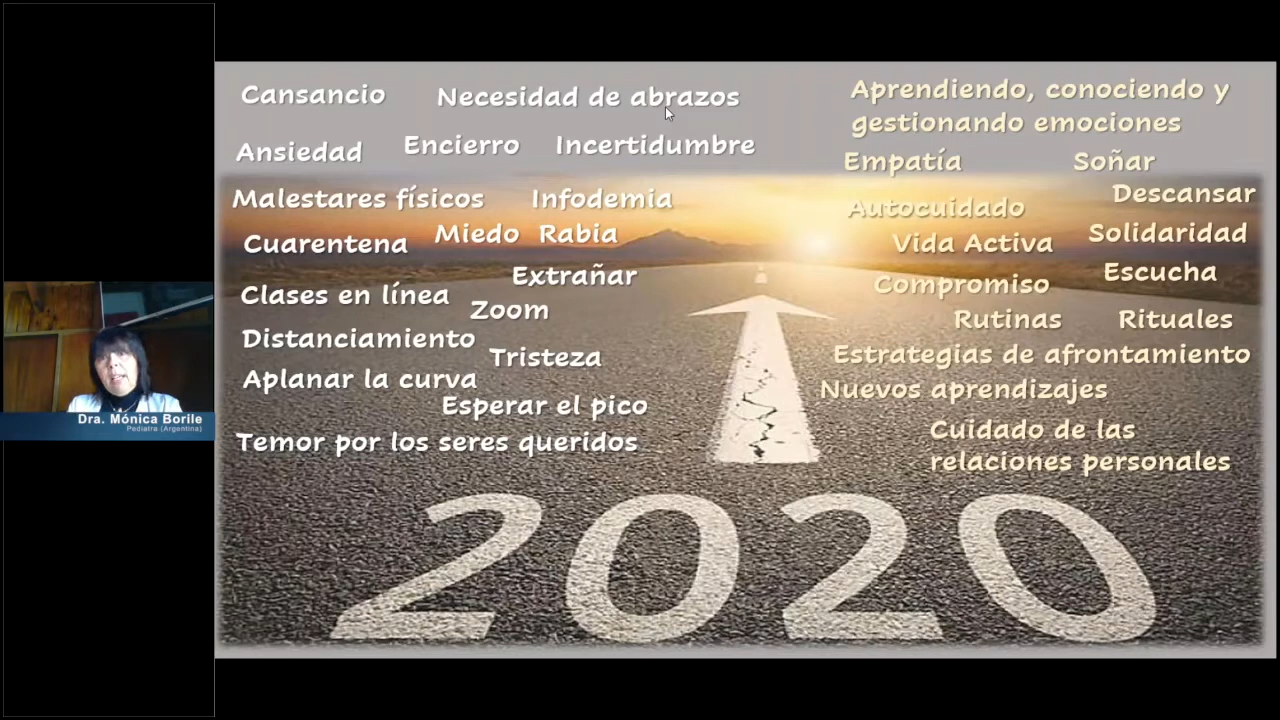 Cansancio
Necesidad de abrazos
Ansiedad
Encierro
Incertidumbre
Malestares físicos
Infodemia
Cuarentena
Miedo
Rabia
Extrañar
Clases en línea
Zoom
Distanciamiento
Tristeza
Aplanar la curva
Esperar el pico
Temor por los seres queridos
Aprendiendo, conociendo y
gestionando emociones
Empatía
Soñar
Descansar
Autocuidado
Vida Activa
Solidaridad
Escucha
Compromiso
Rutinas
Rituales
Estrategias de afrontamiento
Nuevos aprendizajes
Cuidado de las
relaciones personales
2020
Dra. Mónica Borile
Pediatra (Argentina)